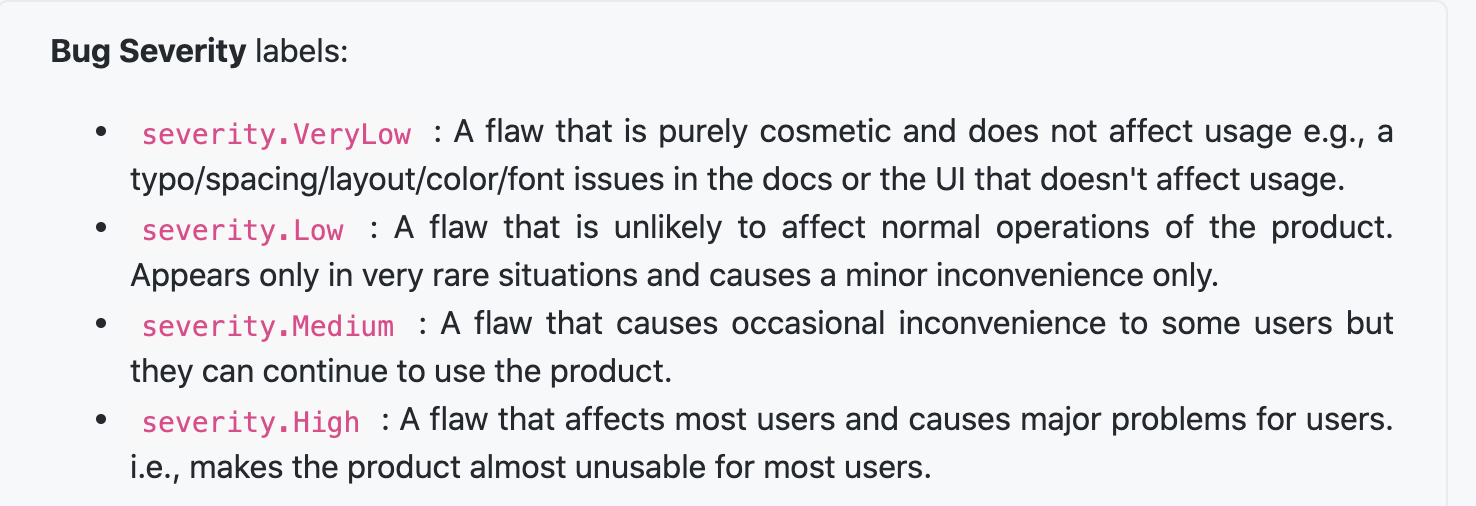 Bug Severity labels:
• severity.VeryLow : A flaw that is purely cosmetic and does not affect usage e.g., a
typo/spacing/layout/color/font issues in the docs or the UI that doesn't affect usage.
• severity.Low : A flaw that is unlikely to affect normal operations of the product.
Appears only in very rare situations and causes a minor inconvenience only.
• severity.Medium : A flaw that causes occasional inconvenience to some users but
they can continue to use the product.
• severity.High : A flaw that affects most users and causes major problems for users.
i.e., makes the product almost unusable for most users.